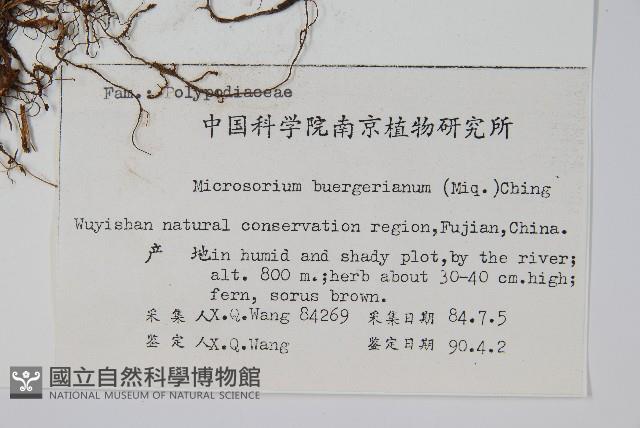 Fam.: Polypodiaceae
中国科学院南京植物研究所
Microsorium buergerianum (Miq.)Ching
Wuyishan natural conservation region,Fujian,China.
产 地in humid and shady plot,by the river;
alt. 800 m.;herb about 30-40 cm.high;
fern, sorus brown.
采 集 人X.Q.Wang 84269 采集日期 84.7.5
鉴 定 人X.Q.Wang 鉴定日期 90.4.2
國立自然科學博物館
NATIONAL MUSEUM OF NATURAL SCIENCE